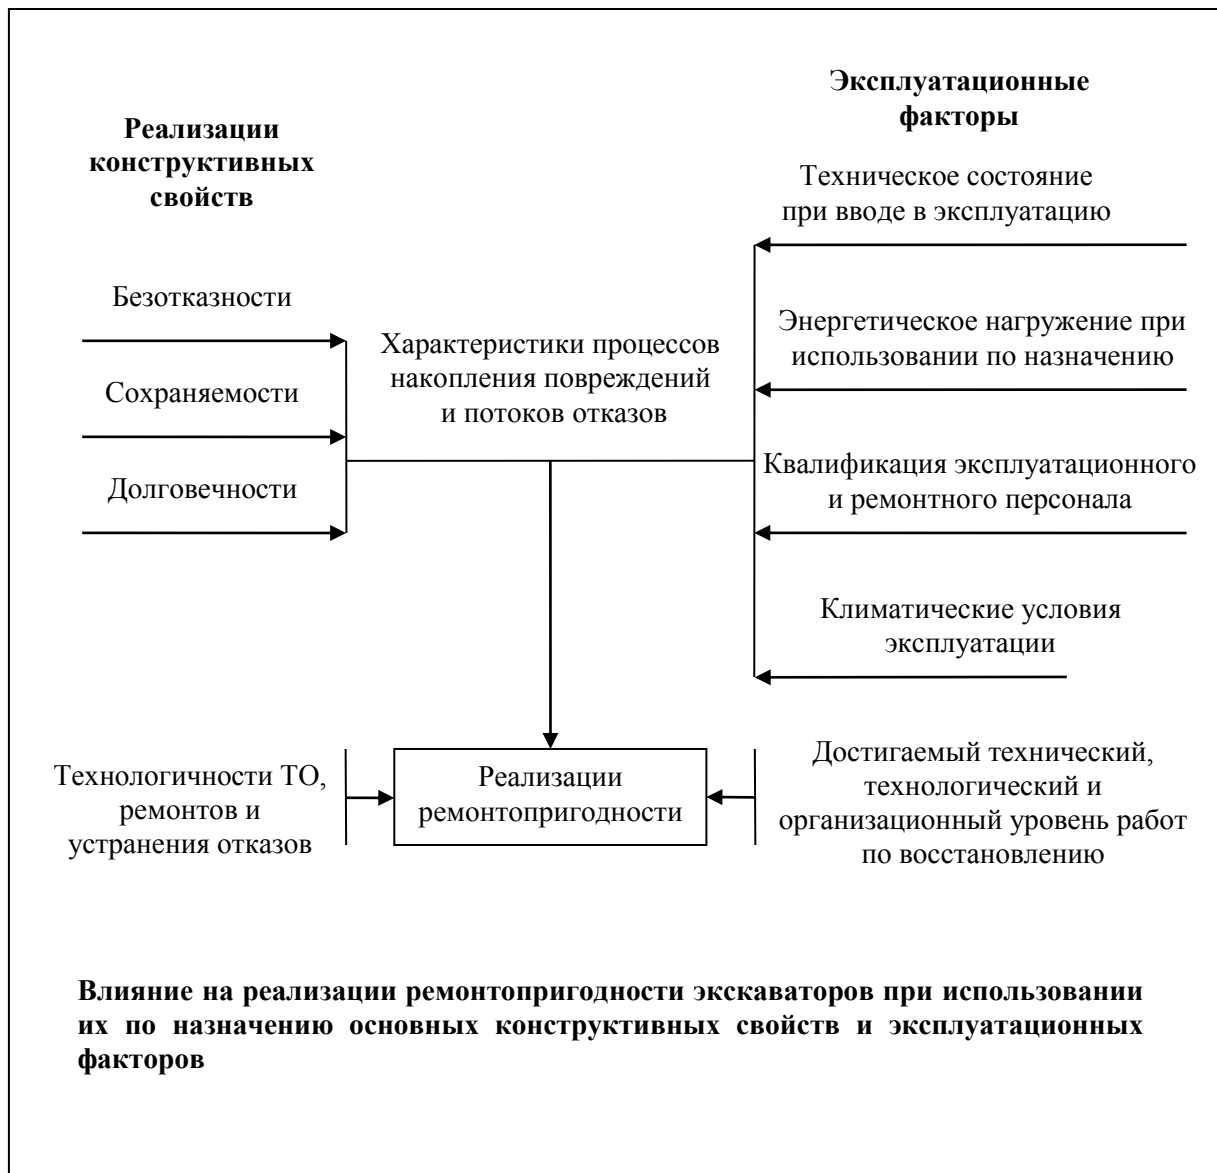 Реализации
конструктивных
свойств
Безотказности
Сохраняемости
Долговечности
Характеристики процессов
накопления повреждений
и потоков отказов
Эксплуатационные
факторы
Техническое состояние
при вводе в эксплуатацию
Энергетическое нагружение при
использовании по назначению
Квалификация эксплуатационного
и ремонтного персонала
Климатические условия
эксплуатации
Технологичности ТО,
ремонтов и
устранения отказов
Реализации
ремонтопригодности
Достигаемый технический,
технологический и
организационный уровень работ
по восстановлению
Влияние на реализации ремонтопригодности экскаваторов при использовании
их по назначению основных конструктивных свойств и эксплуатационных
факторов